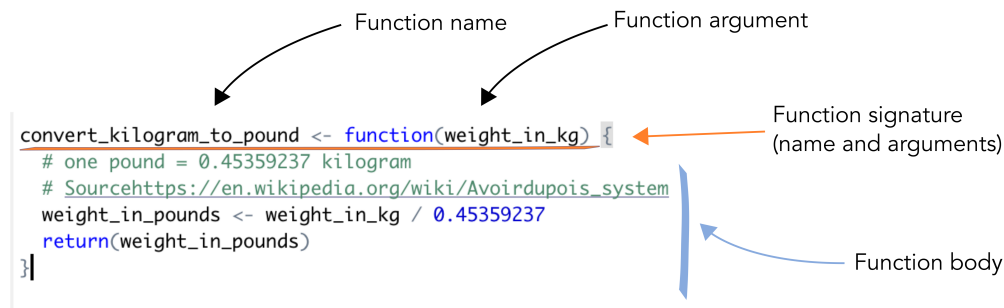 Function name
Function argument
convert_kilogram_to_pound <- function(weight_in_kg) {
Function signature
(name and arguments)
# one pound = 0.45359237 kilogram
# Sourcehttps://en.wikipedia.org/wiki/Avoirdupois_system
weight_in_pounds <- weight_in_kg / 0.45359237
return(weight_in_pounds)
}
Function body